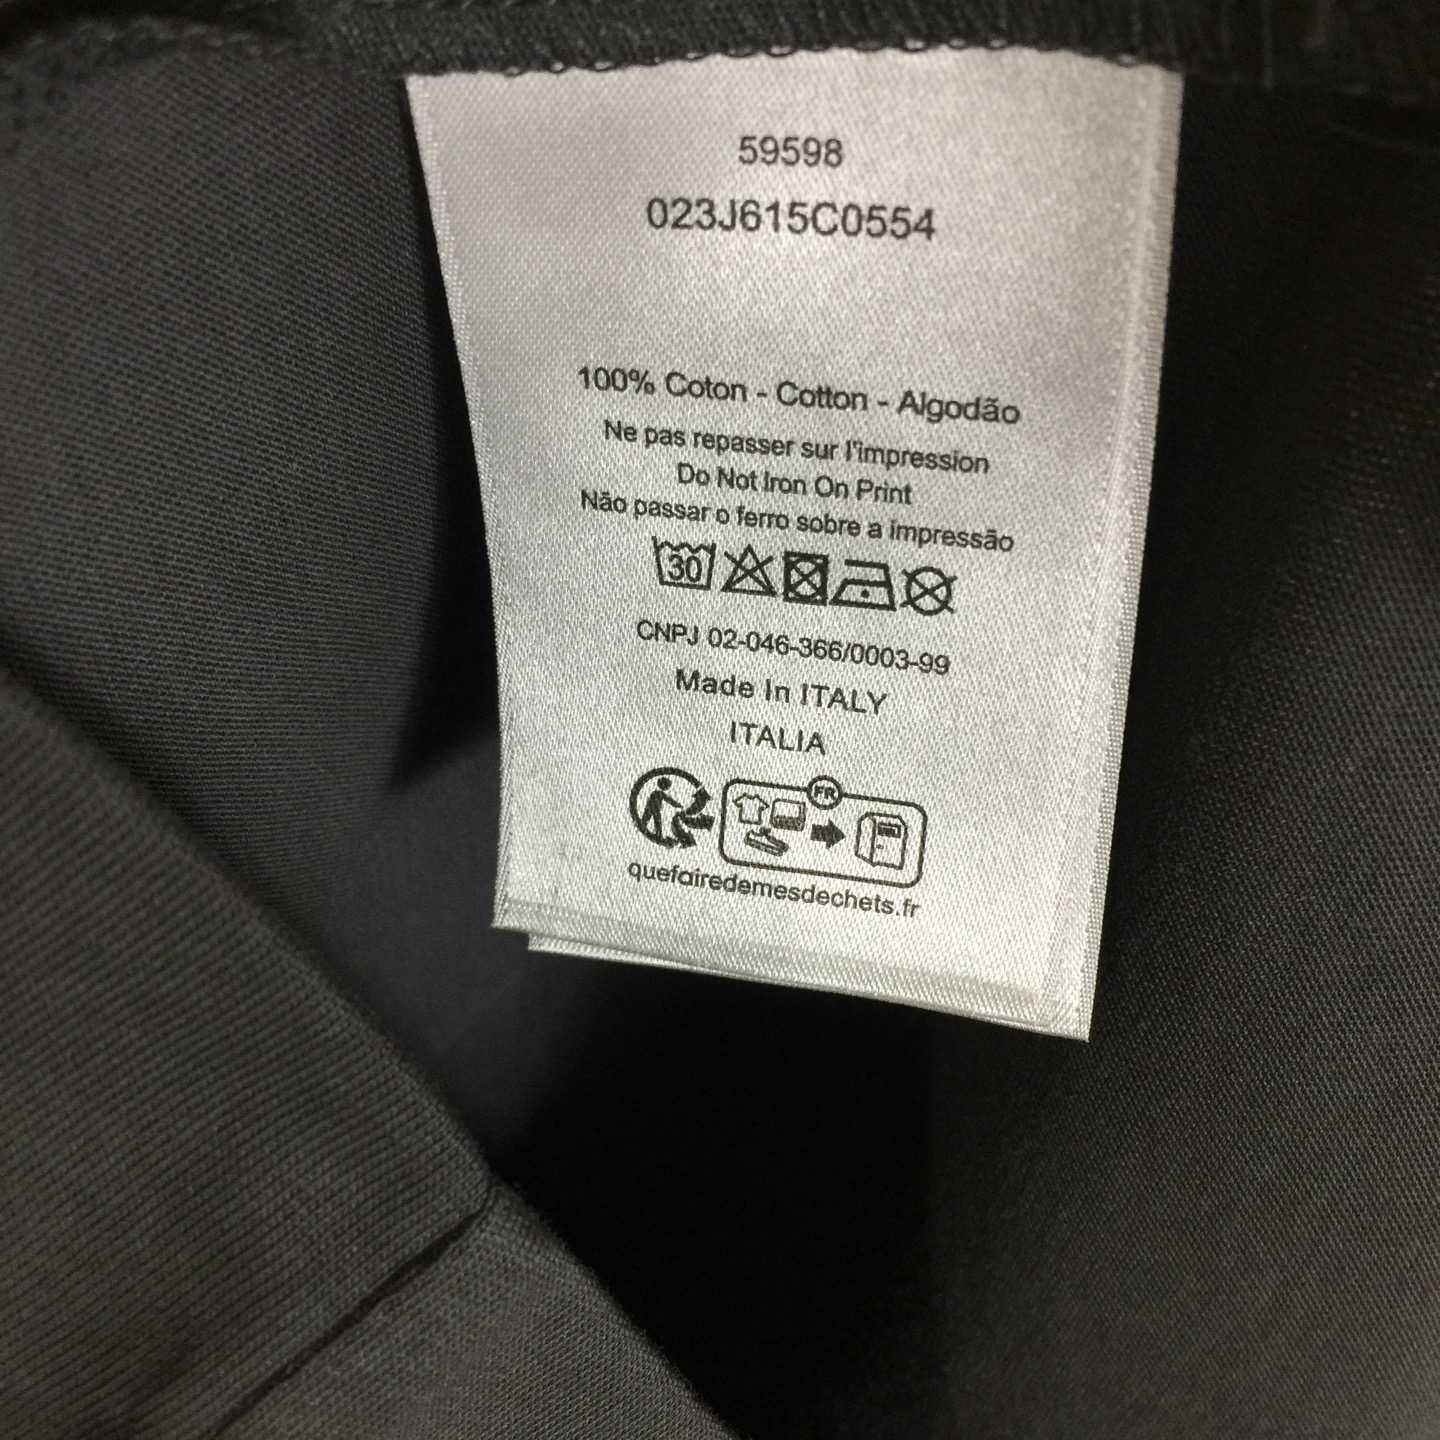 59598
023J615C0554
100% Coton - Cotton - Algodão
Ne pas repasser sur l'impression
Do Not Iron On Print
Não passar o ferro sobre a impressão
30
CNPJ 02-046-366/0003-99
Made In ITALY
ITALIA
FR
quefairedemesdechets.fr